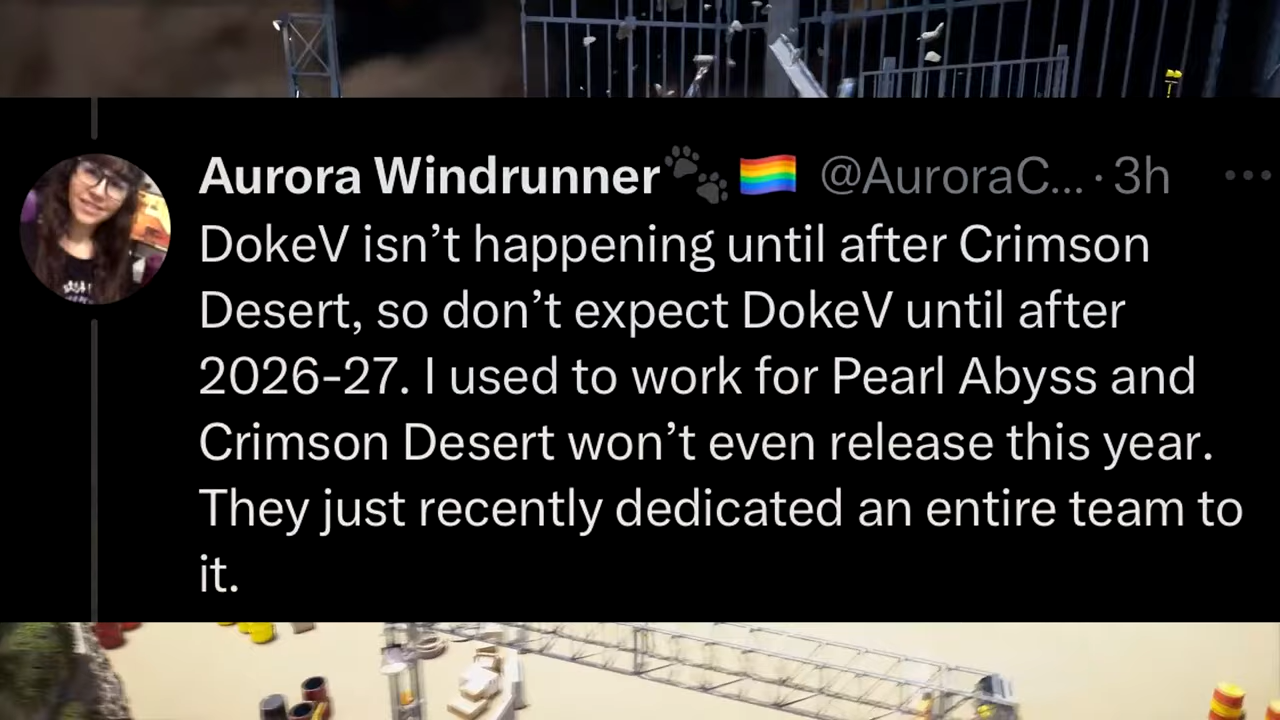 Aurora Windrunner🐾 🏳️‍🌈 @AuroraC... · 3h
DokeV isn’t happening until after Crimson
Desert, so don’t expect DokeV until after
2026-27. I used to work for Pearl Abyss and
Crimson Desert won’t even release this year.
They just recently dedicated an entire team to
it.